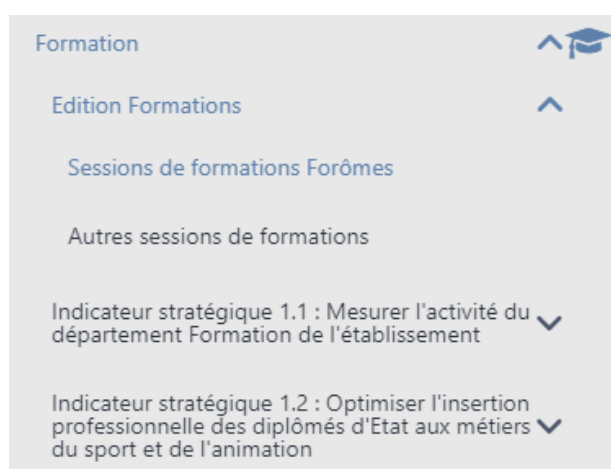 Formation
Edition Formations
Sessions de formations Forômes
Autres sessions de formations
Indicateur stratégique 1.1 : Mesurer l'activité du
département Formation de l'établissement
Indicateur stratégique 1.2 : Optimiser l'insertion
professionnelle des diplômés d'Etat aux métiers
du sport et de l'animation